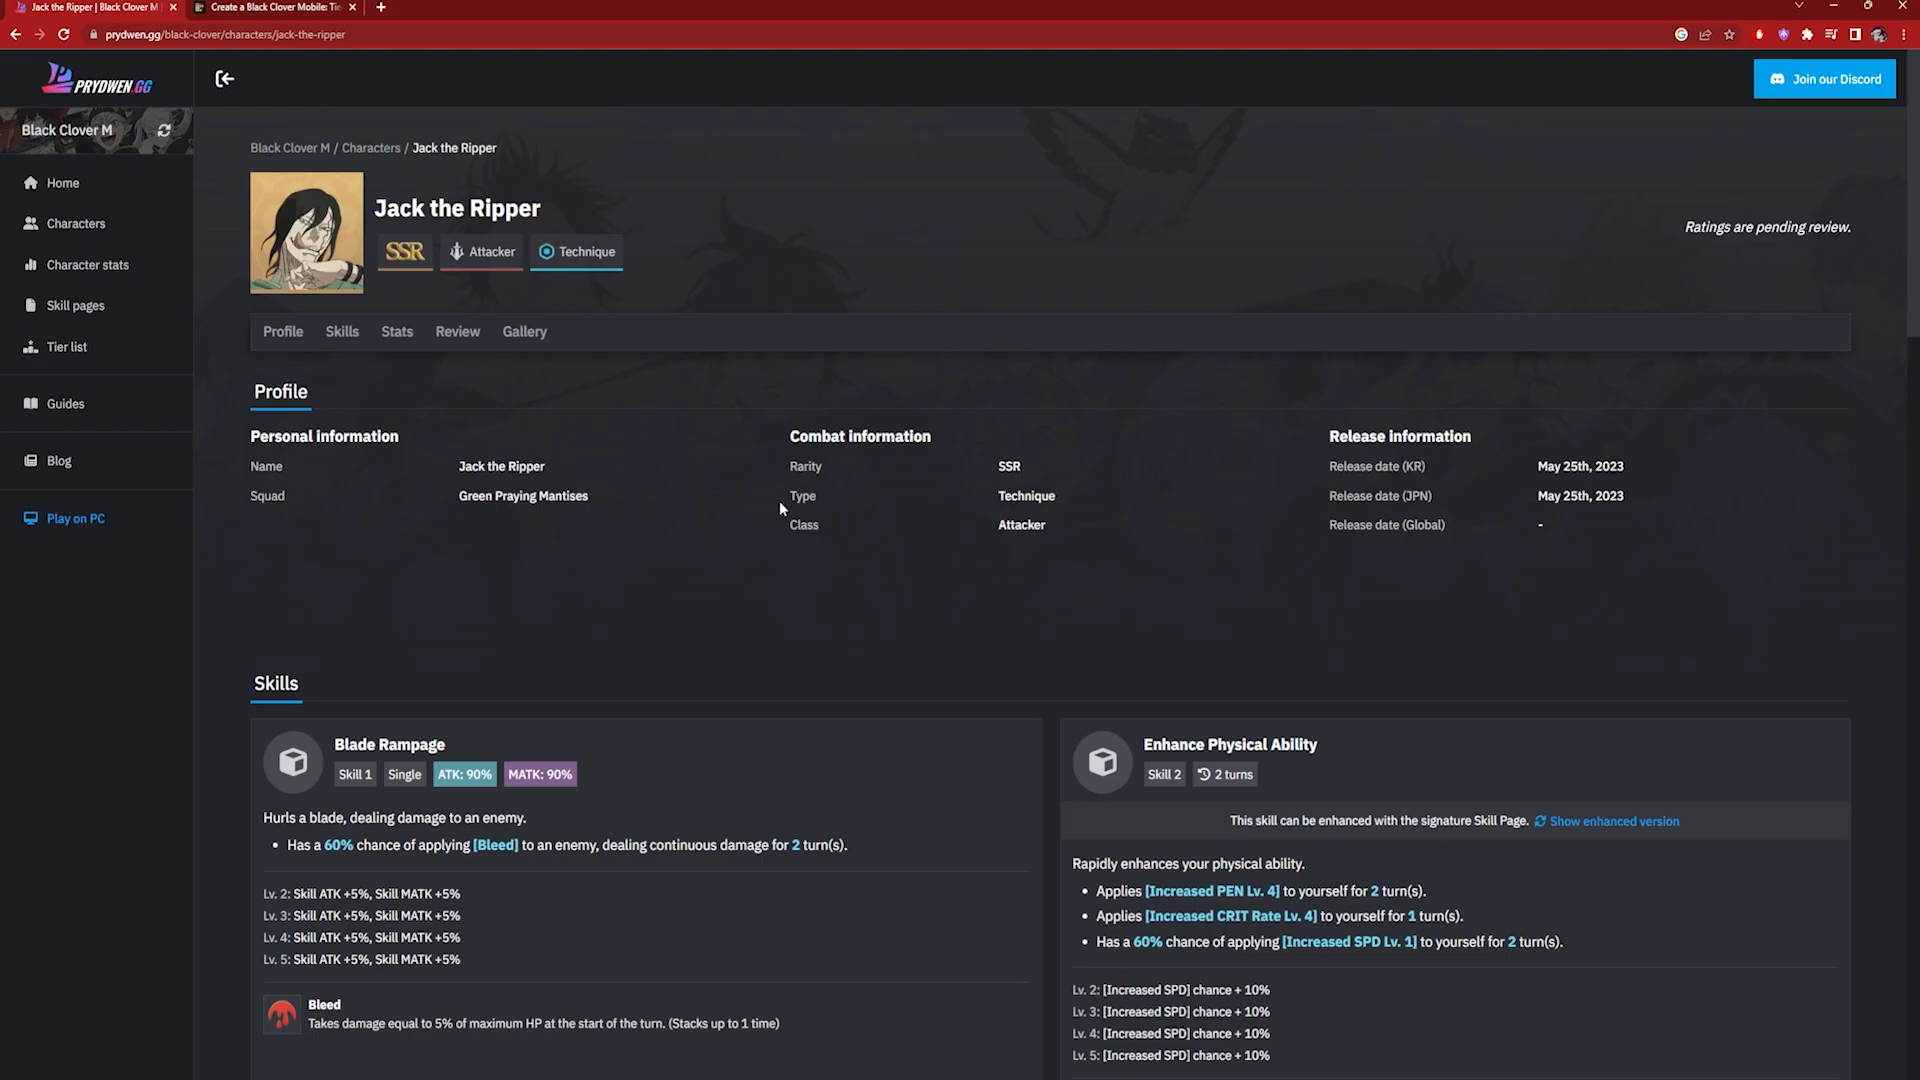 Jack the Ripper | Black Clover M
Create a Black Clover Mobile: Tie
prydwen.gg/black-clover/characters/jack-the-ripper
PRYDWEN.GG
Join our Discord
Black Clover M
Home
Characters
Character stats
Skill pages
Tier list
Guides
Blog
Play on PC
Black Clover M / Characters / Jack the Ripper
Jack the Ripper
SSR Attacker Technique
Ratings are pending review.
Profile Skills Stats Review Gallery
Profile
Personal information
Name Jack the Ripper
Squad Green Praying Mantises
Combat information
Rarity SSR
Type Technique
Class Attacker
Release information
Release date (KR) May 25th, 2023
Release date (JPN) May 25th, 2023
Release date (Global) -
Skills
Blade Rampage
Skill 1 Single ATK: 90% MATK: 90%
Hurls a blade, dealing damage to an enemy.
• Has a 60% chance of applying [Bleed] to an enemy, dealing continuous damage for 2 turn(s).
Lv. 2: Skill ATK +5%, Skill MATK +5%
Lv. 3: Skill ATK +5%, Skill MATK +5%
Lv. 4: Skill ATK +5%, Skill MATK +5%
Lv. 5: Skill ATK +5%, Skill MATK +5%
Bleed
Takes damage equal to 5% of maximum HP at the start of the turn. (Stacks up to 1 time)
Enhance Physical Ability
Skill 2 2 turns
This skill can be enhanced with the signature Skill Page. Show enhanced version
Rapidly enhances your physical ability.
• Applies [Increased PEN Lv. 4] to yourself for 2 turn(s).
• Applies [Increased CRIT Rate Lv. 4] to yourself for 1 turn(s).
• Has a 60% chance of applying [Increased SPD Lv. 1] to yourself for 2 turn(s).
Lv. 2: [Increased SPD] chance + 10%
Lv. 3: [Increased SPD] chance + 10%
Lv. 4: [Increased SPD] chance + 10%
Lv. 5: [Increased SPD] chance + 10%